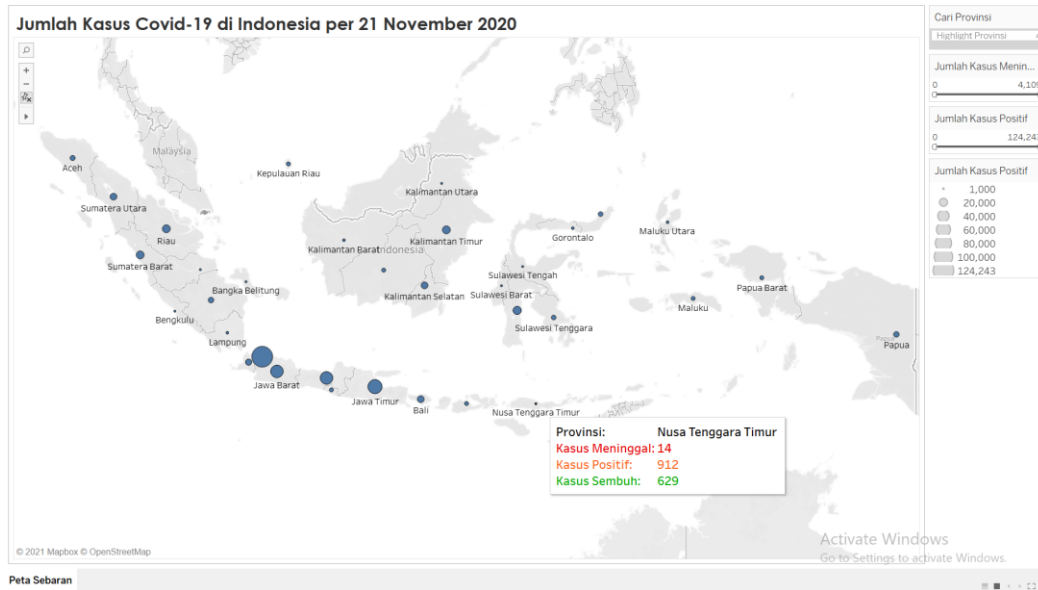 Jumlah Kasus Covid-19 di Indonesia per 21 November 2020
Cari Provinsi
Highlight Provinsi
Jumlah Kasus Menin...
0 4,109
Jumlah Kasus Positif
0 124,243
Jumlah Kasus Positif
1,000
20,000
40,000
60,000
80,000
100,000
124,243
Malaysia
Aceh
Kepulauan Riau
Kalimantan Utara
Sumatera Utara
Riau
Kalimantan Barat
Indonesia
Kalimantan Timur
Gorontalo
Maluku Utara
Sumatera Barat
Sulawesi Tengah
Bangka Belitung
Kalimantan Selatan
Sulawesi Barat
Papua Barat
Maluku
Bengkulu
Sulawesi Tenggara
Lampung
Papua
Papua
Jawa Barat
Jawa Timur
Bali
Nusa Tenggara Timur
Provinsi: Nusa Tenggara Timur
Kasus Meninggal: 14
Kasus Positif: 912
Kasus Sembuh: 629
© 2021 Mapbox © OpenStreetMap
Activate Windows
Go to Settings to activate Windows.
Peta Sebaran